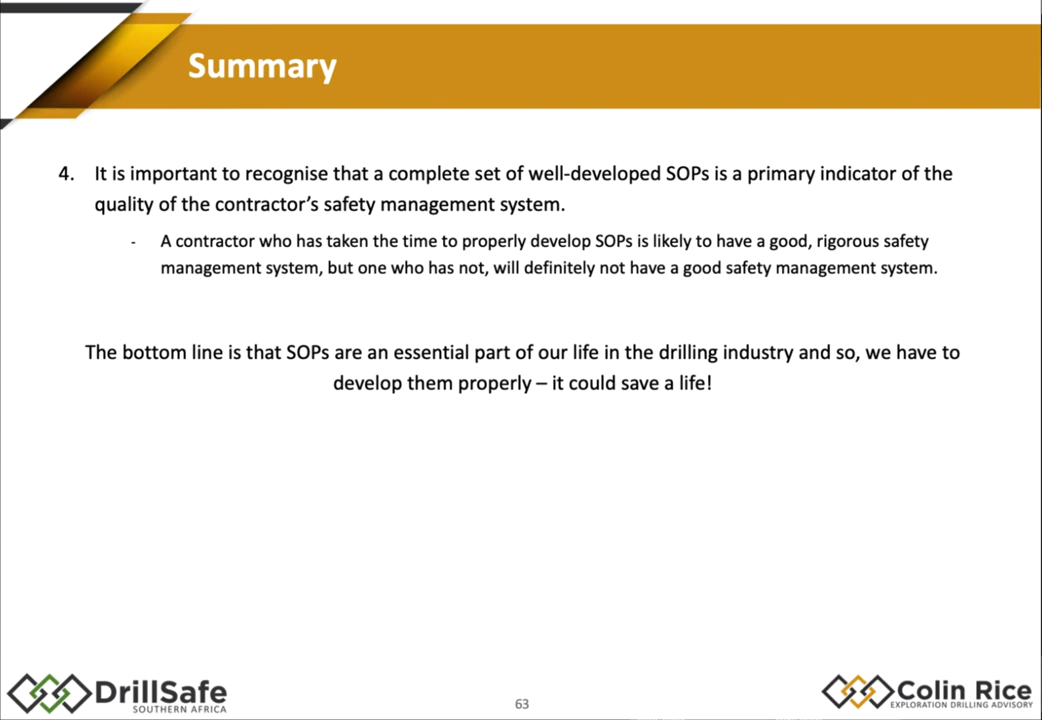 Summary
4. It is important to recognise that a complete set of well-developed SOPs is a primary indicator of the
quality of the contractor's safety management system.
- A contractor who has taken the time to properly develop SOPs is likely to have a good, rigorous safety
management system, but one who has not, will definitely not have a good safety management system.
The bottom line is that SOPs are an essential part of our life in the drilling industry and so, we have to
develop them properly – it could save a life!
DrillSafe
SOUTHERN AFRICA
63
Colin Rice
EXPLORATION DRILLING ADVISORY